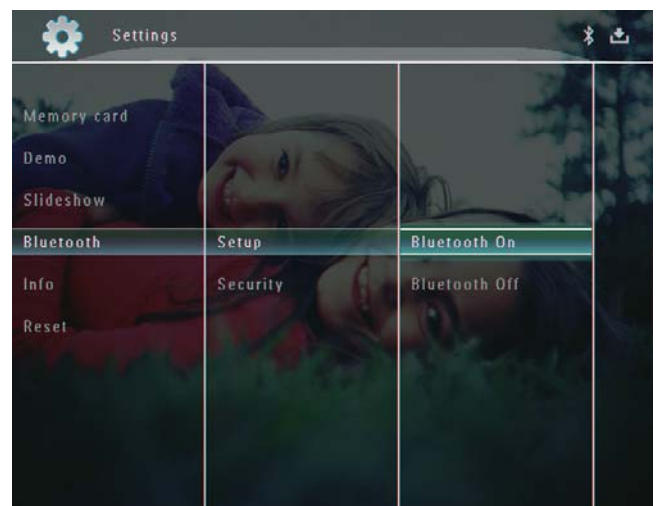 Settings
Memory card
Demo
Slideshow
Bluetooth
Setup
Bluetooth On
Info
Security
Bluetooth Off
Reset